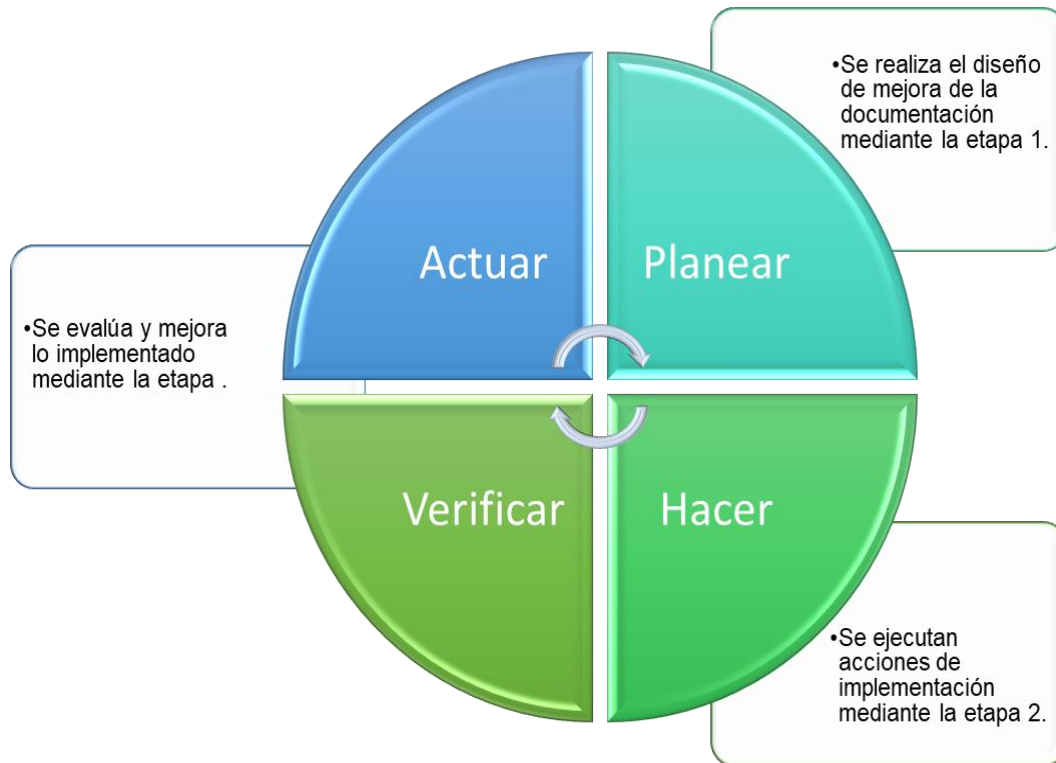 •Se realiza el diseño
de mejora de la
documentación
mediante la etapa 1.
Actuar
Planear
•Se evalúa y mejora
lo implementado
mediante la etapa .
Verificar
Hacer
•Se ejecutan
acciones de
implementación
mediante la etapa 2.